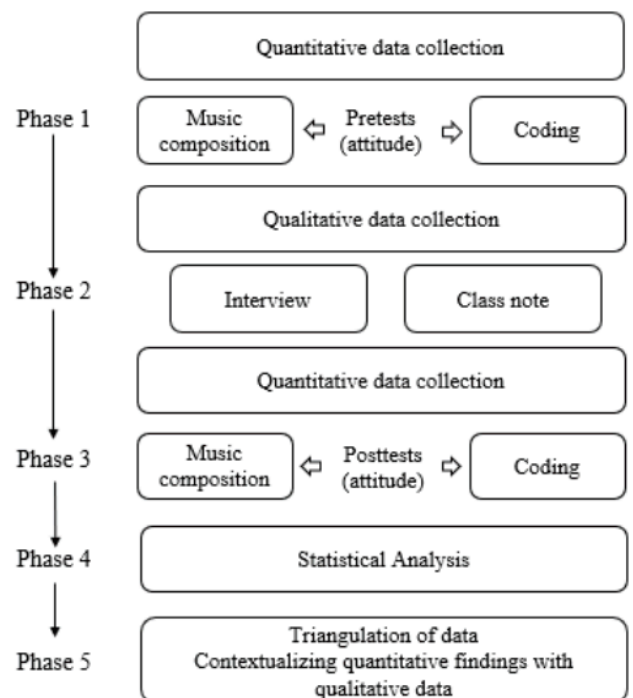 Quantitative data collection
Phase 1
Music
composition
Pretests
(attitude)
Coding
Qualitative data collection
Phase 2
Interview
Class note
Quantitative data collection
Phase 3
Music
composition
Posttests
(attitude)
Coding
Phase 4
Statistical Analysis
Phase 5
Triangulation of data
Contextualizing quantitative findings with
qualitative data